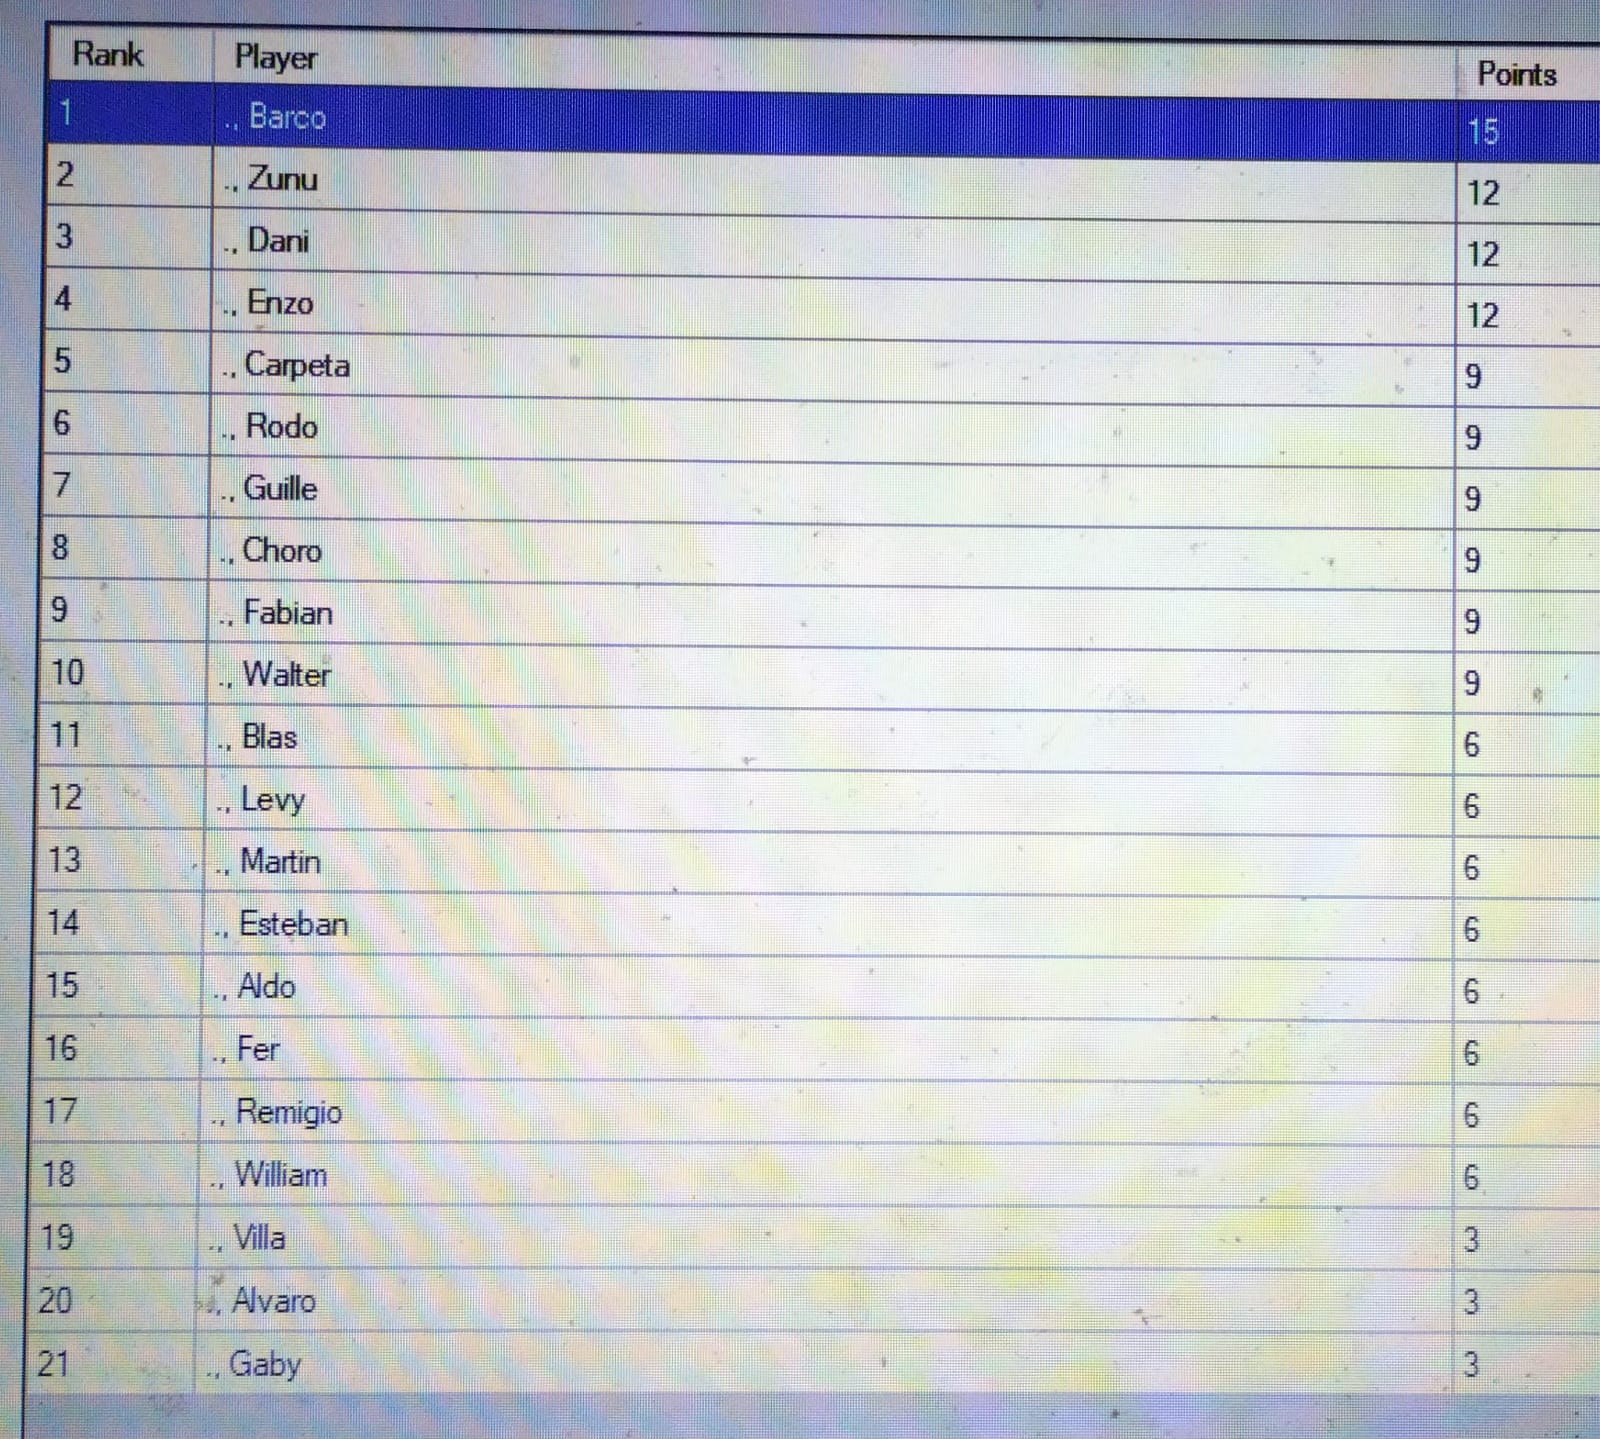 Rank Player Points
1 ., Barco 15
2 ., Zunu 12
3 ., Dani 12
4 ., Enzo 12
5 ., Carpeta 9
6 ., Rodo 9
7 ., Guille 9
8 ., Choro 9
9 ., Fabian 9
10 ., Walter 9
11 ., Blas 6
12 ., Levy 6
13 ., Martin 6
14 ., Esteban 6
15 ., Aldo 6
16 ., Fer 6
17 ., Remigio 6
18 ., William 6
19 ., Villa 3
20 ., Alvaro 3
21 ., Gaby 3